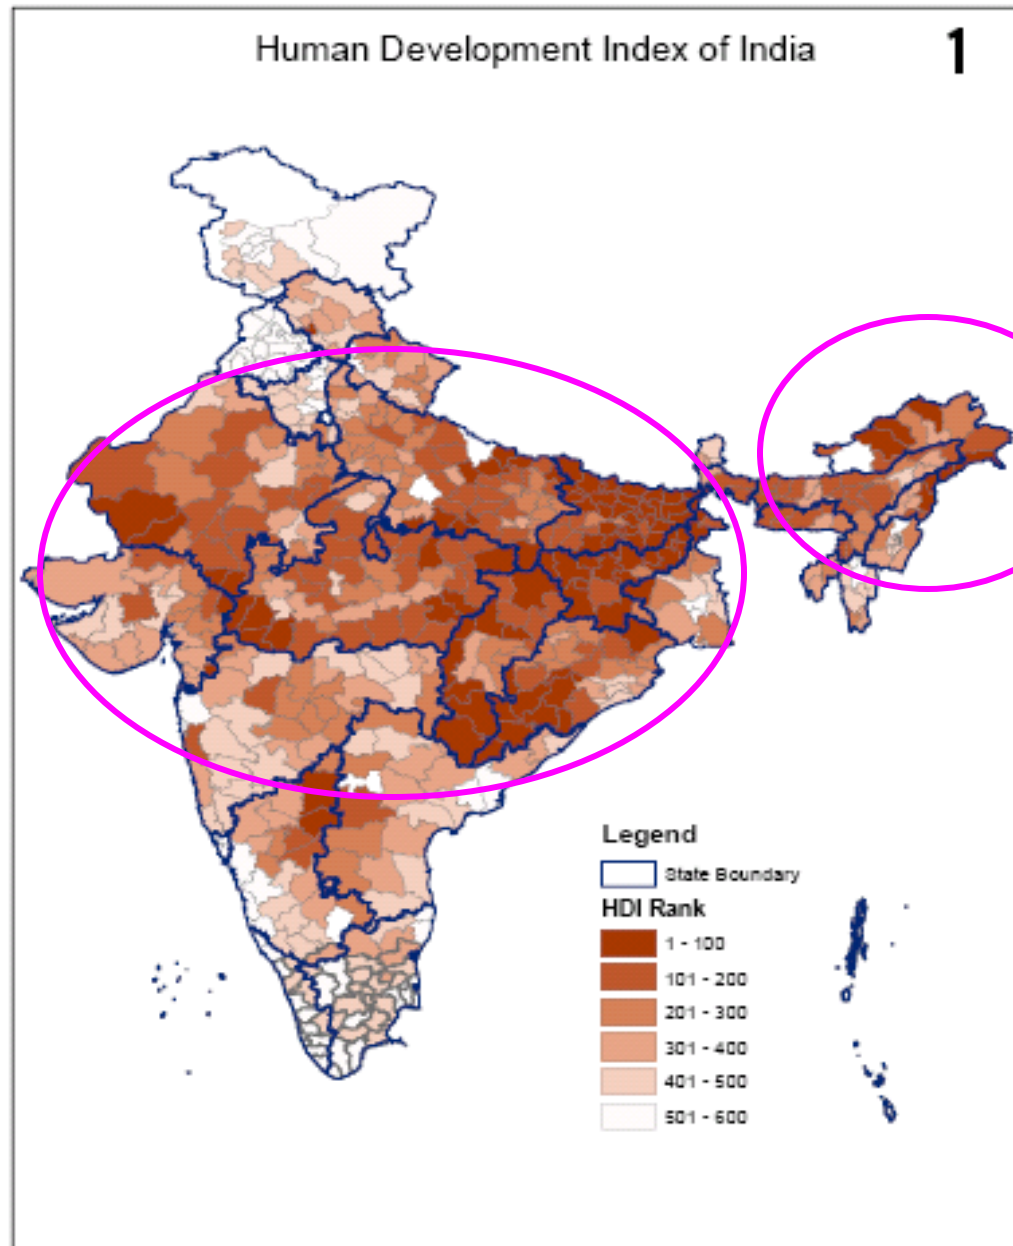 Human Development Index of India
1
Legend
State Boundary
HDI Rank
1 - 100
101 - 200
201 - 300
301 - 400
401 - 500
501 - 600